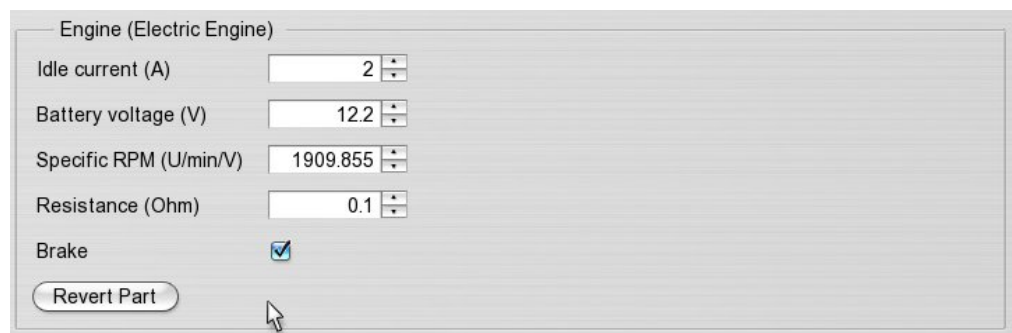 Engine (Electric Engine)
Idle current (A) 2
Battery voltage (V) 12.2
Specific RPM (U/min/V) 1909.855
Resistance (Ohm) 0.1
Brake
Revert Part